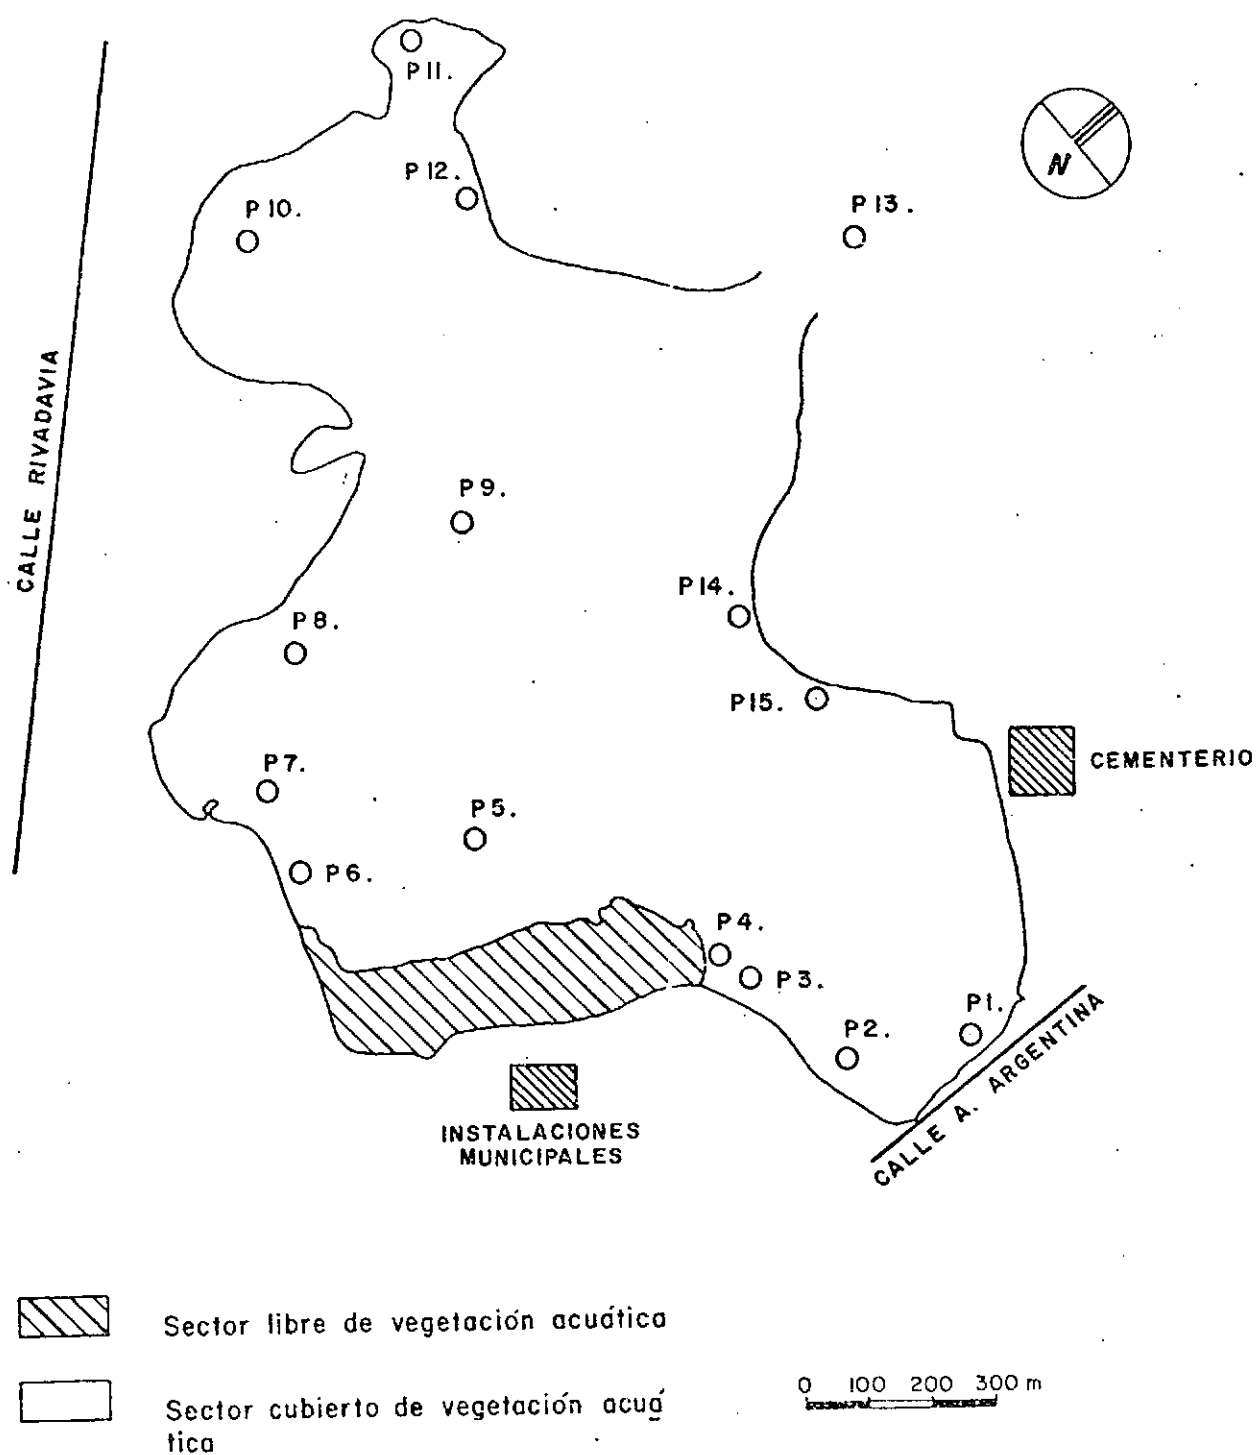 P11.
N
P12.
P10.
P13.
CALLE RIVADAVIA
P9.
P14.
P8.
P15.
CEMENTERIO
P7.
P5.
P6.
P4.
P3.
P1.
P2.
CALLE A. ARGENTINA
INSTALACIONES
MUNICIPALES
Sector libre de vegetación acuática
0 100 200 300 m
Sector cubierto de vegetación acuá
tica